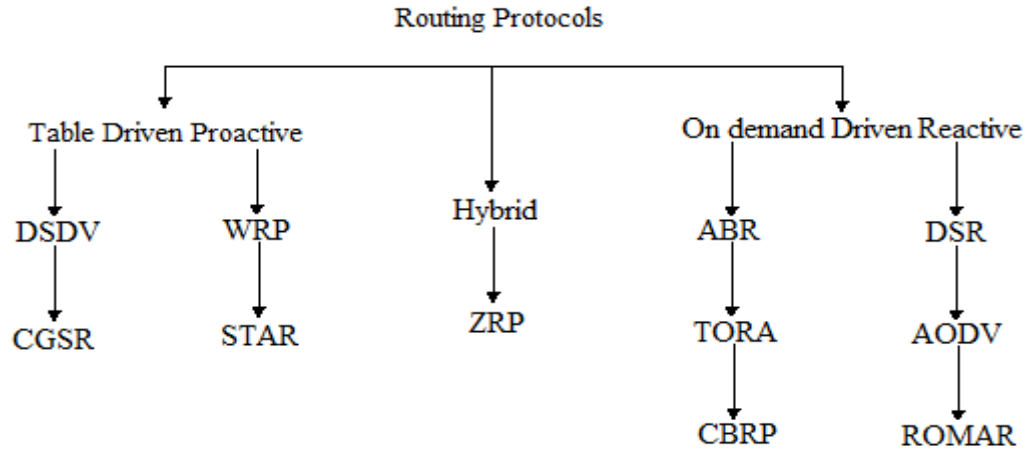 Routing Protocols
Table Driven Proactive
On demand Driven Reactive
Hybrid
DSDV
WRP
ABR
DSR
CGSR
STAR
ZRP
TORA
AODV
CBRP
ROMAR